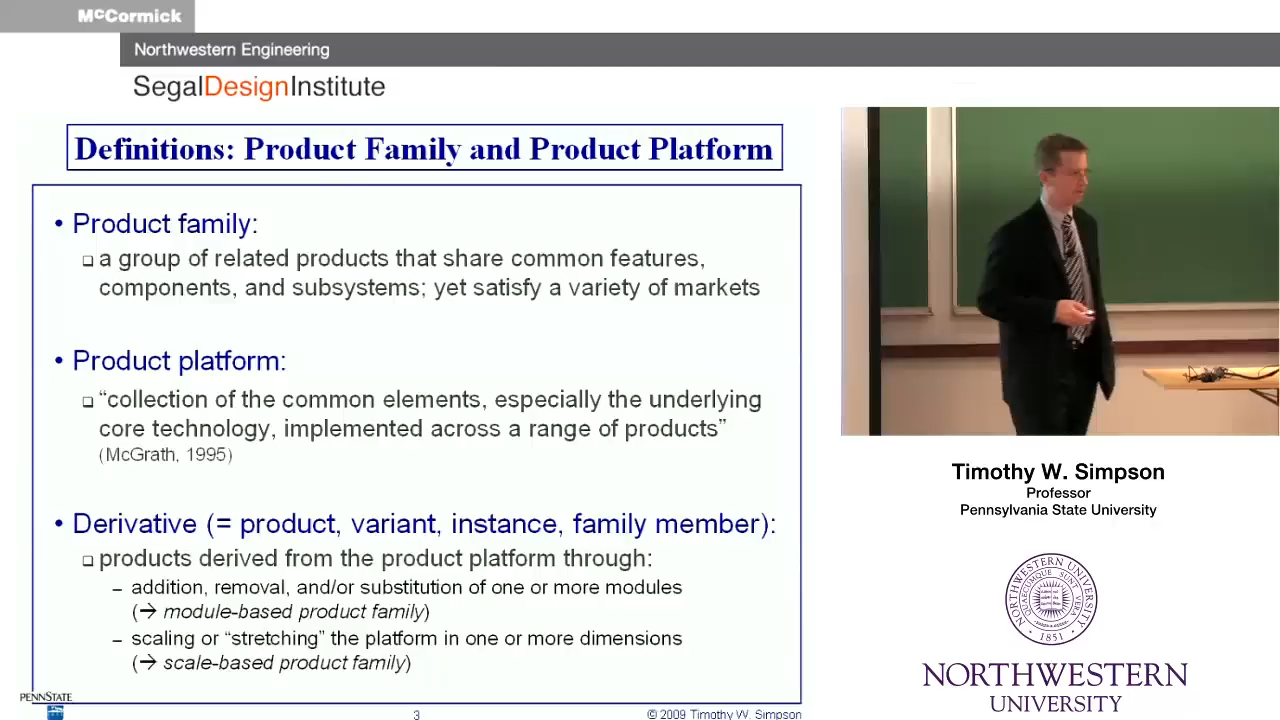 McCormick
Northwestern Engineering
SegalDesignInstitute
Definitions: Product Family and Product Platform
• Product family:
❑ a group of related products that share common features,
components, and subsystems; yet satisfy a variety of markets
• Product platform:
❑ “collection of the common elements, especially the underlying
core technology, implemented across a range of products”
(McGrath, 1995)
• Derivative (= product, variant, instance, family member):
❑ products derived from the product platform through:
– addition, removal, and/or substitution of one or more modules
(→ module-based product family)
– scaling or “stretching” the platform in one or more dimensions
(→ scale-based product family)
PENNSTATE
3
© 2009 Timothy W. Simpson
Timothy W. Simpson
Professor
Pennsylvania State University
NORTHWESTERN UNIVERSITY
1851
NORTHWESTERN
UNIVERSITY